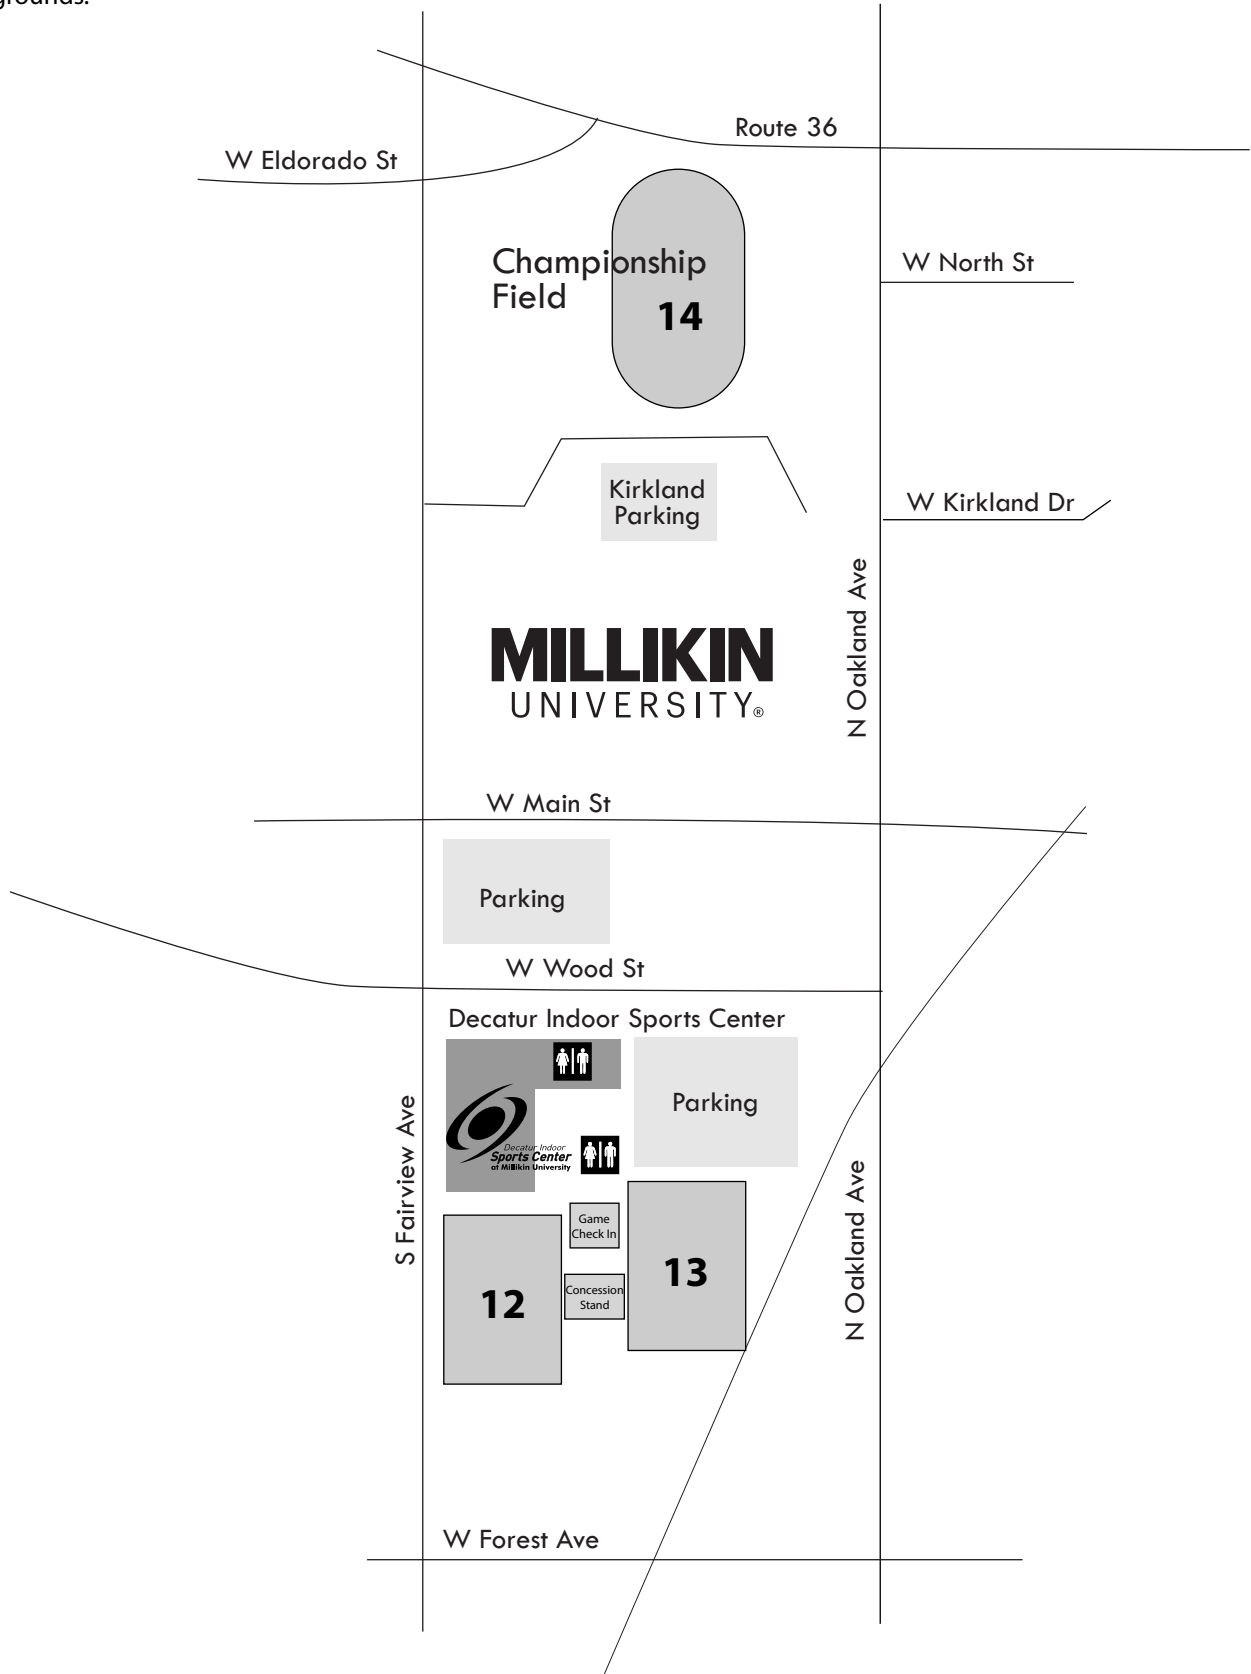 grounds.
Route 36
W Eldorado St
Championship
Field
14
W North St
Kirkland
Parking
W Kirkland Dr
N Oakland Ave
MILLIKIN
UNIVERSITY®
W Main St
Parking
W Wood St
Decatur Indoor Sports Center
Parking
S Fairview Ave
Decatur Indoor
Sports Center
at Millikin University
Game
Check In
12
13
Concession
Stand
N Oakland Ave
W Forest Ave